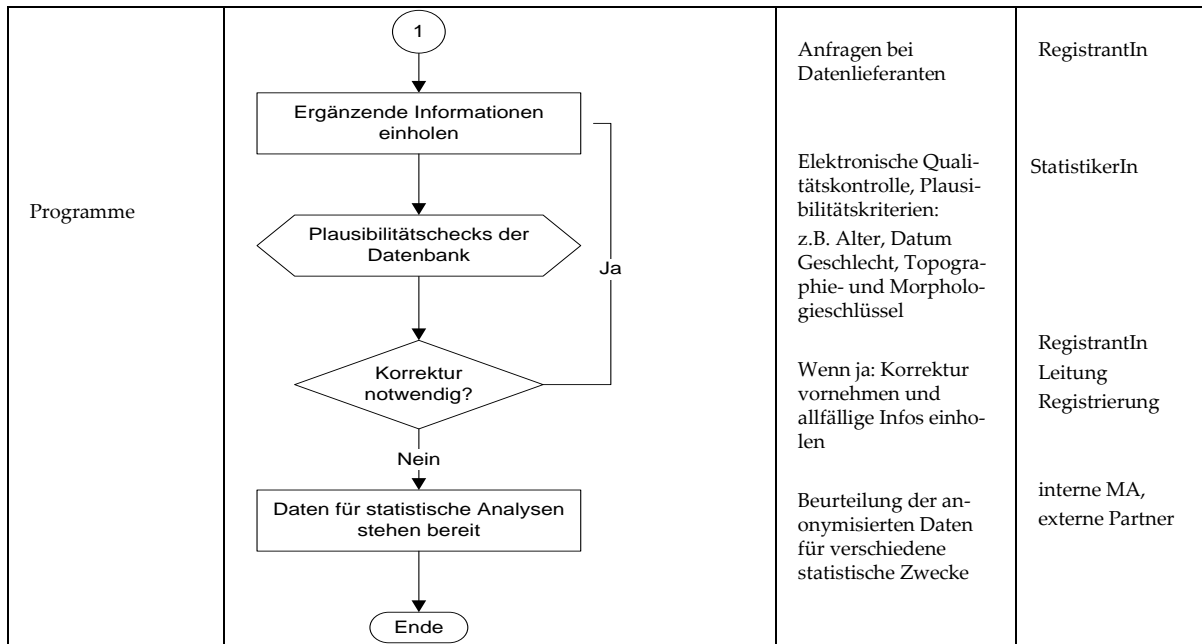 Programme
1
Ergänzende Informationen
einholen
Plausibilitätschecks der
Datenbank
Ja
Korrektur
notwendig?
Nein
Daten für statistische Analysen
stehen bereit
Ende
Anfragen bei
Datenlieferanten
Elektronische Quali-
tätskontrolle, Plausi-
bilitätskriterien:
z.B. Alter, Datum
Geschlecht, Topogra-
phie- und Morpholo-
gieschlüssel
Wenn ja: Korrektur
vornehmen und
allfällige Infos einho-
len
Beurteilung der an-
onymisierten Daten
für verschiedene
statistische Zwecke
RegistrantIn
StatistikerIn
RegistrantIn
Leitung
Registrierung
interne MA,
externe Partner